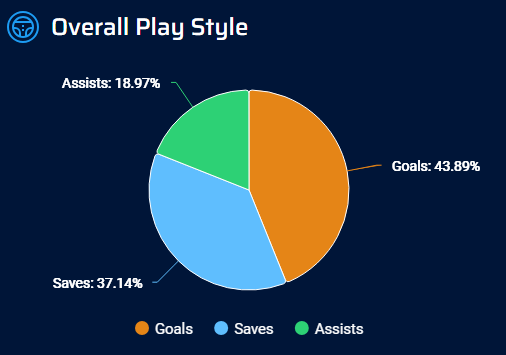 Overall Play Style
Assists: 18.97%
Goals: 43.89%
Saves: 37.14%
Goals
Saves
Assists